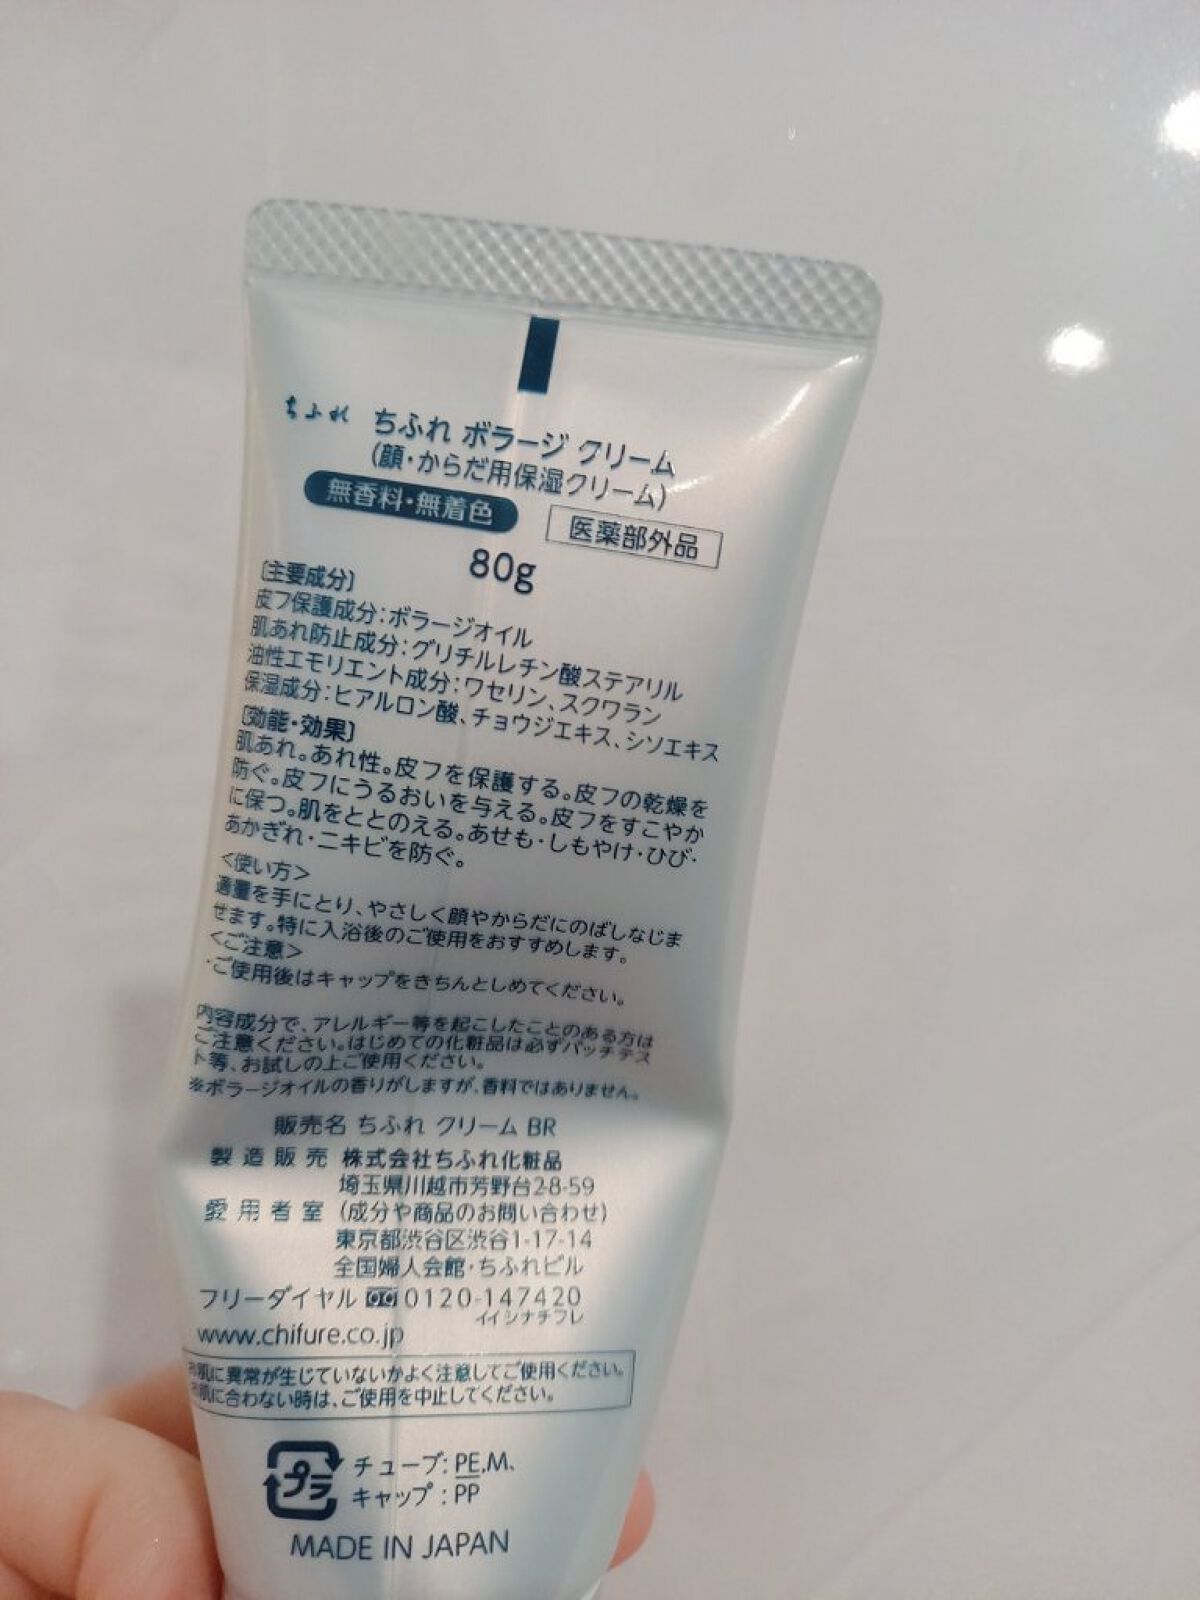 ちふれ ちふれ ボラージ クリーム
(顔・からだ用保湿クリーム)
無香料・無着色 医薬部外品
80g
〔主要成分〕
皮フ保護成分：ボラージオイル
肌あれ防止成分：グリチルレチン酸ステアリル
油性エモリエント成分：ワセリン、スクワラン
保湿成分：ヒアルロン酸、チョウジエキス、シソエキス
〔効能・効果〕
肌あれ。あれ性。皮フを保護する。皮フの乾燥を
防ぐ。皮フにうるおいを与える。皮フをすこやか
に保つ。肌をととのえる。あせも・しもやけ・ひび・
あかぎれ・ニキビを防ぐ。
＜使い方＞
適量を手にとり、やさしく顔やからだにのばしなじま
せます。特に入浴後のご使用をおすすめします。
＜ご注意＞
・ご使用後はキャップをきちんとしめてください。
内容成分で、アレルギー等を起こしたことのある方は
ご注意ください。はじめての化粧品は必ずパッチテス
ト等、お試しの上ご使用ください。
※ボラージオイルの香りがしますが、香料ではありません。
販売名 ちふれ クリーム BR
製造販売 株式会社ちふれ化粧品
埼玉県川越市芳野台2-8-59
愛用者室 (成分や商品のお問い合わせ)
東京都渋谷区渋谷1-17-14
全国婦人会館・ちふれビル
フリーダイヤル 0120-147420
イイシナチフレ
www.chifure.co.jp
お肌に異常が生じていないかよく注意してご使用ください。
お肌に合わない時は、ご使用を中止してください。
プラ チューブ：PE,M、
キャップ：PP
MADE IN JAPAN